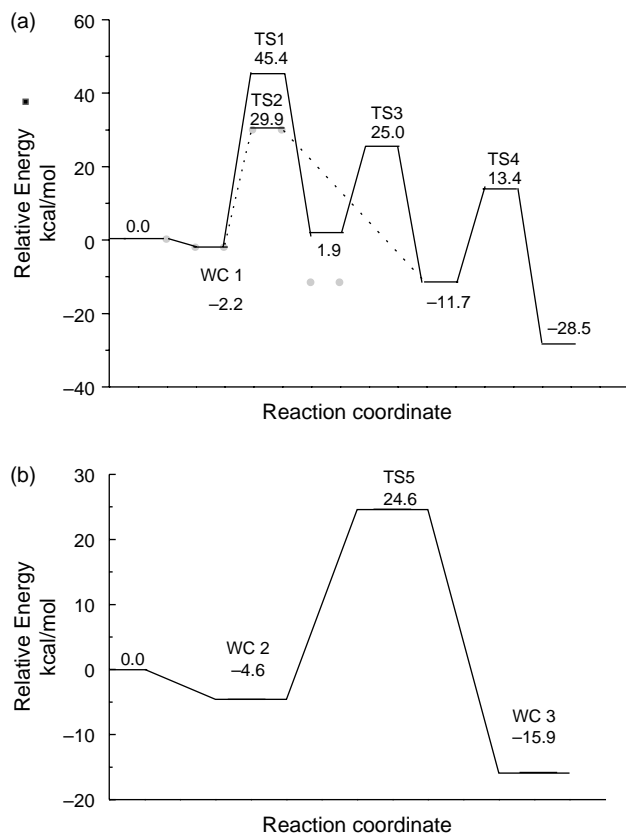 (a)
Relative Energy
kcal/mol
60
40
20
0
–20
–40
TS1
45.4
TS2
29.9
TS3
25.0
TS4
13.4
0.0
WC 1
–2.2
1.9
–11.7
–28.5
Reaction coordinate
(b)
Relative Energy
kcal/mol
30
20
10
0
–10
–20
TS5
24.6
0.0
WC 2
–4.6
WC 3
–15.9
Reaction coordinate